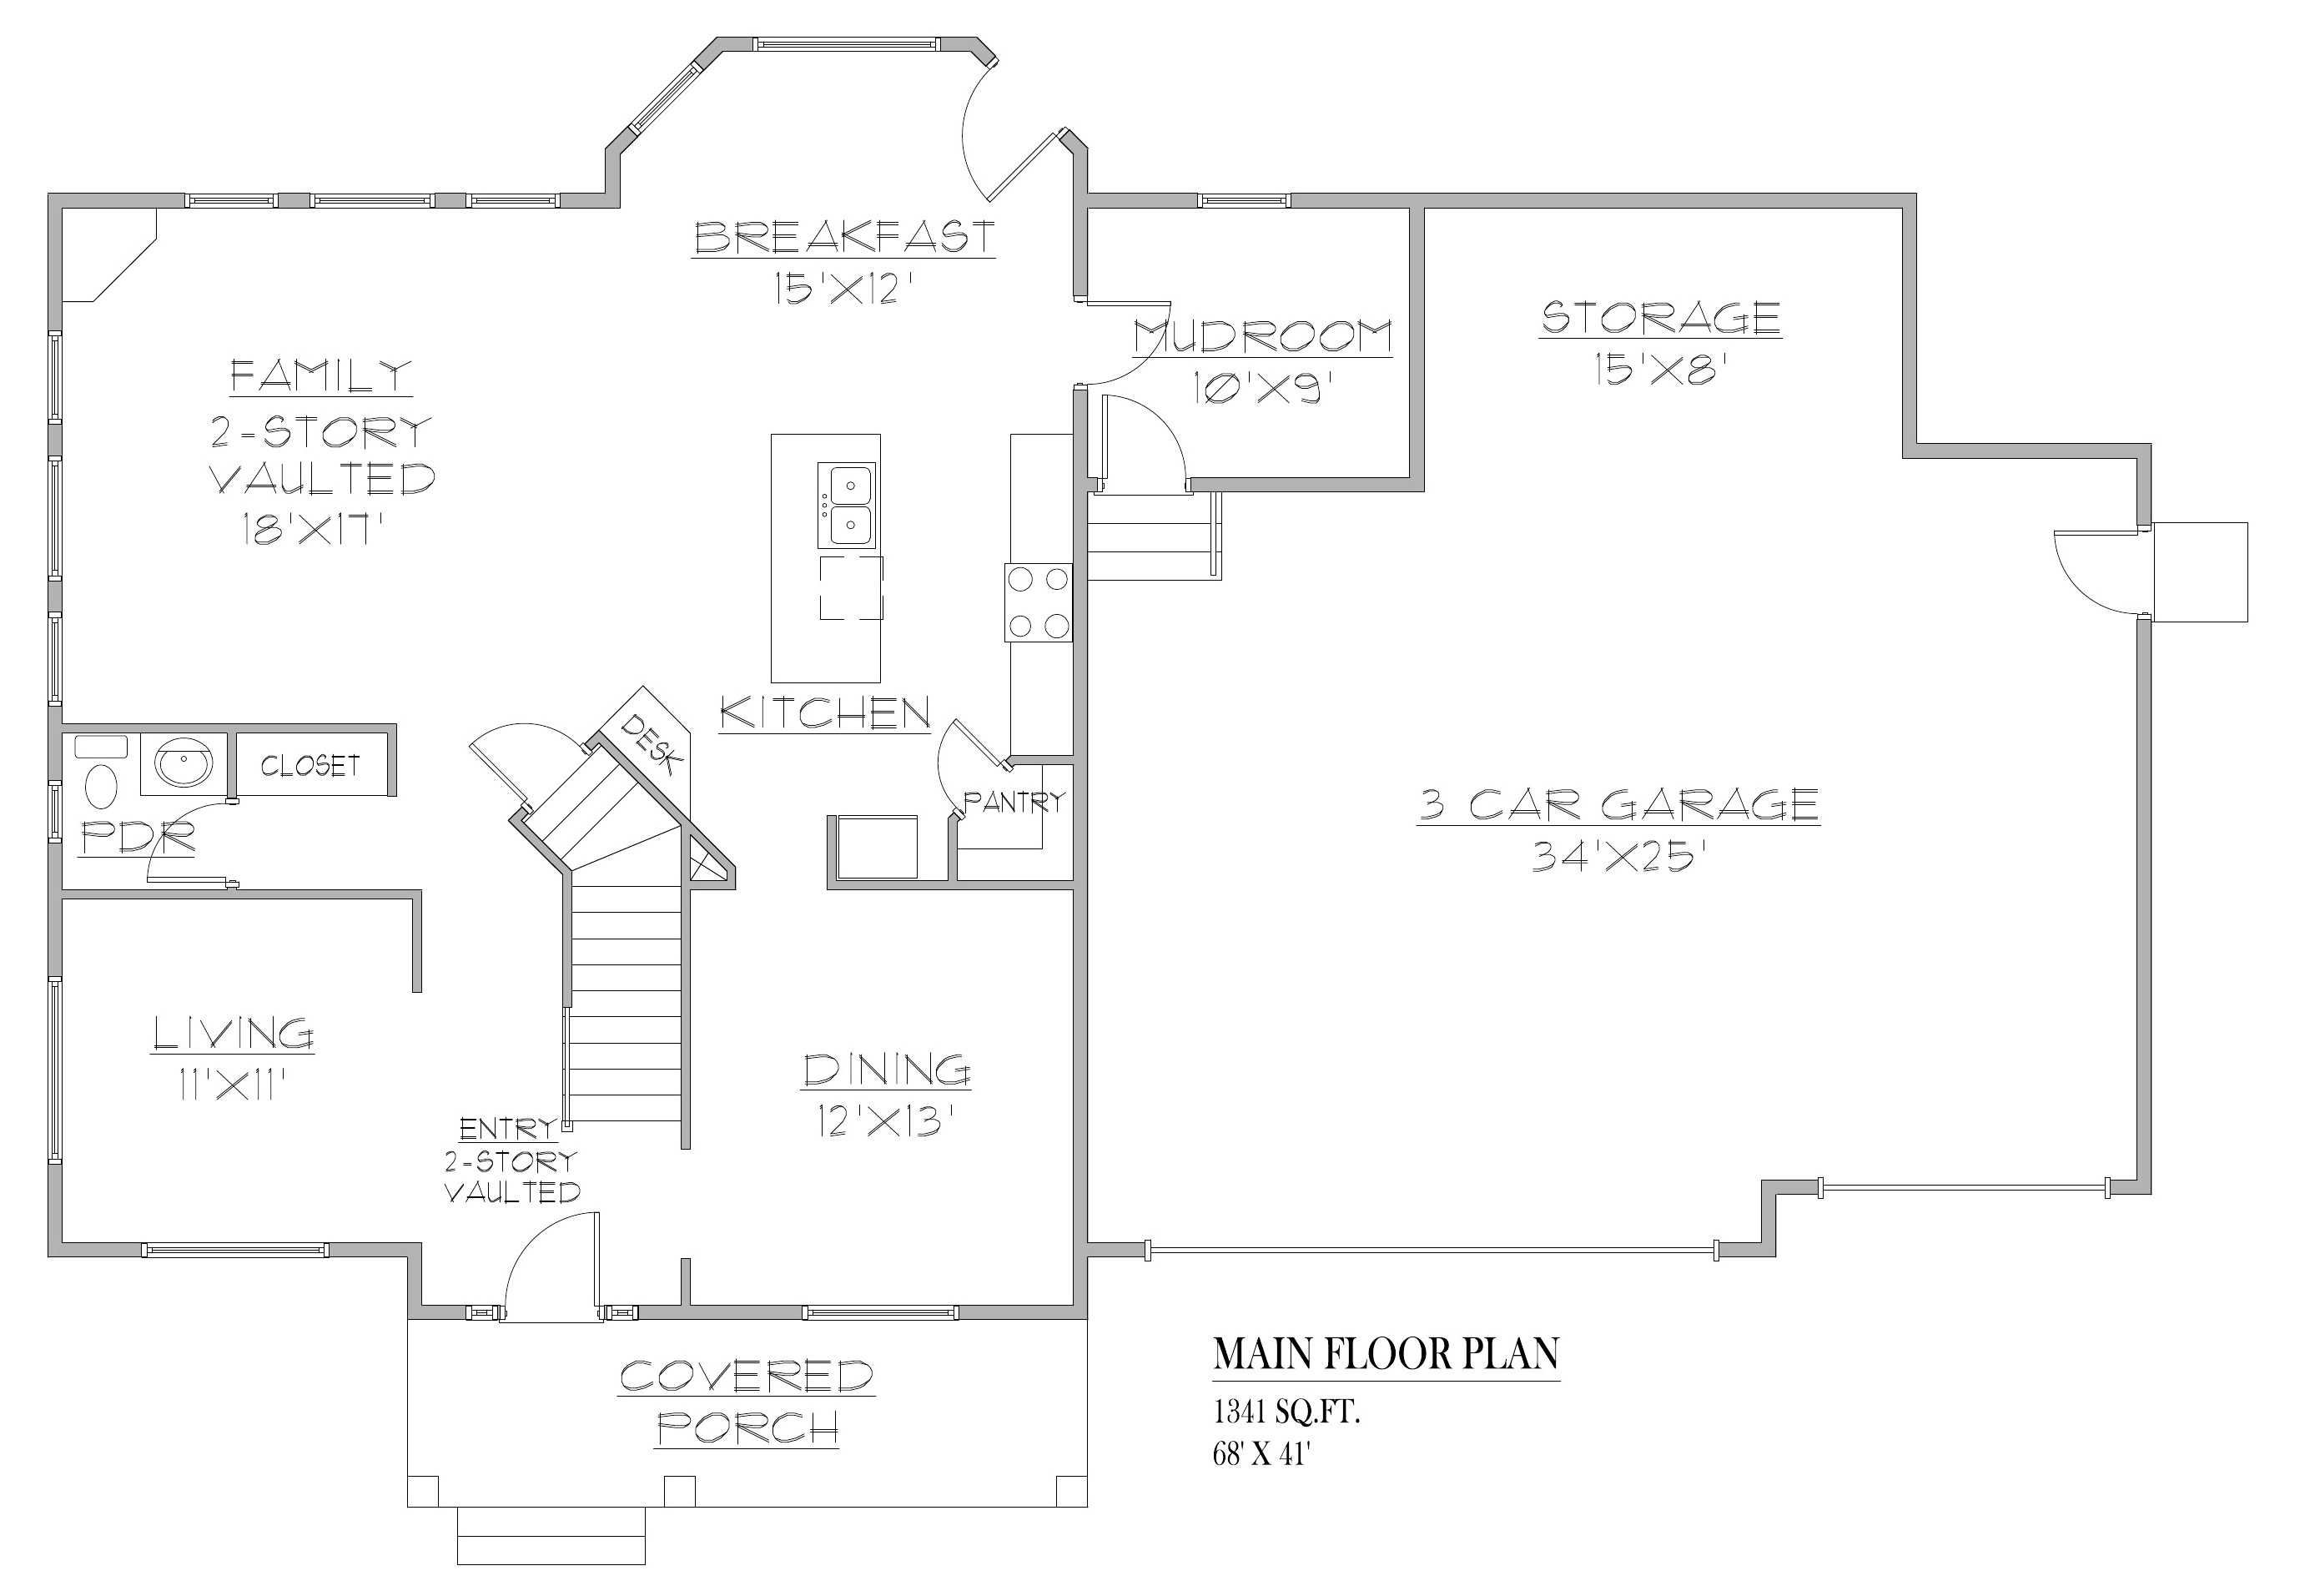 BREAKFAST
15'X12'
MUDROOM
10'X9'
STORAGE
15'X8'
FAMILY
2-STORY
VAULTED
18'X17'
KITCHEN
DESK
CLOSET
PANTRY
PDR
3 CAR GARAGE
34'X25'
LIVING
11'X11'
DINING
12'X13'
ENTRY
2-STORY
VAULTED
COVERED
PORCH
MAIN FLOOR PLAN
1341 SQ.FT.
68' X 41'